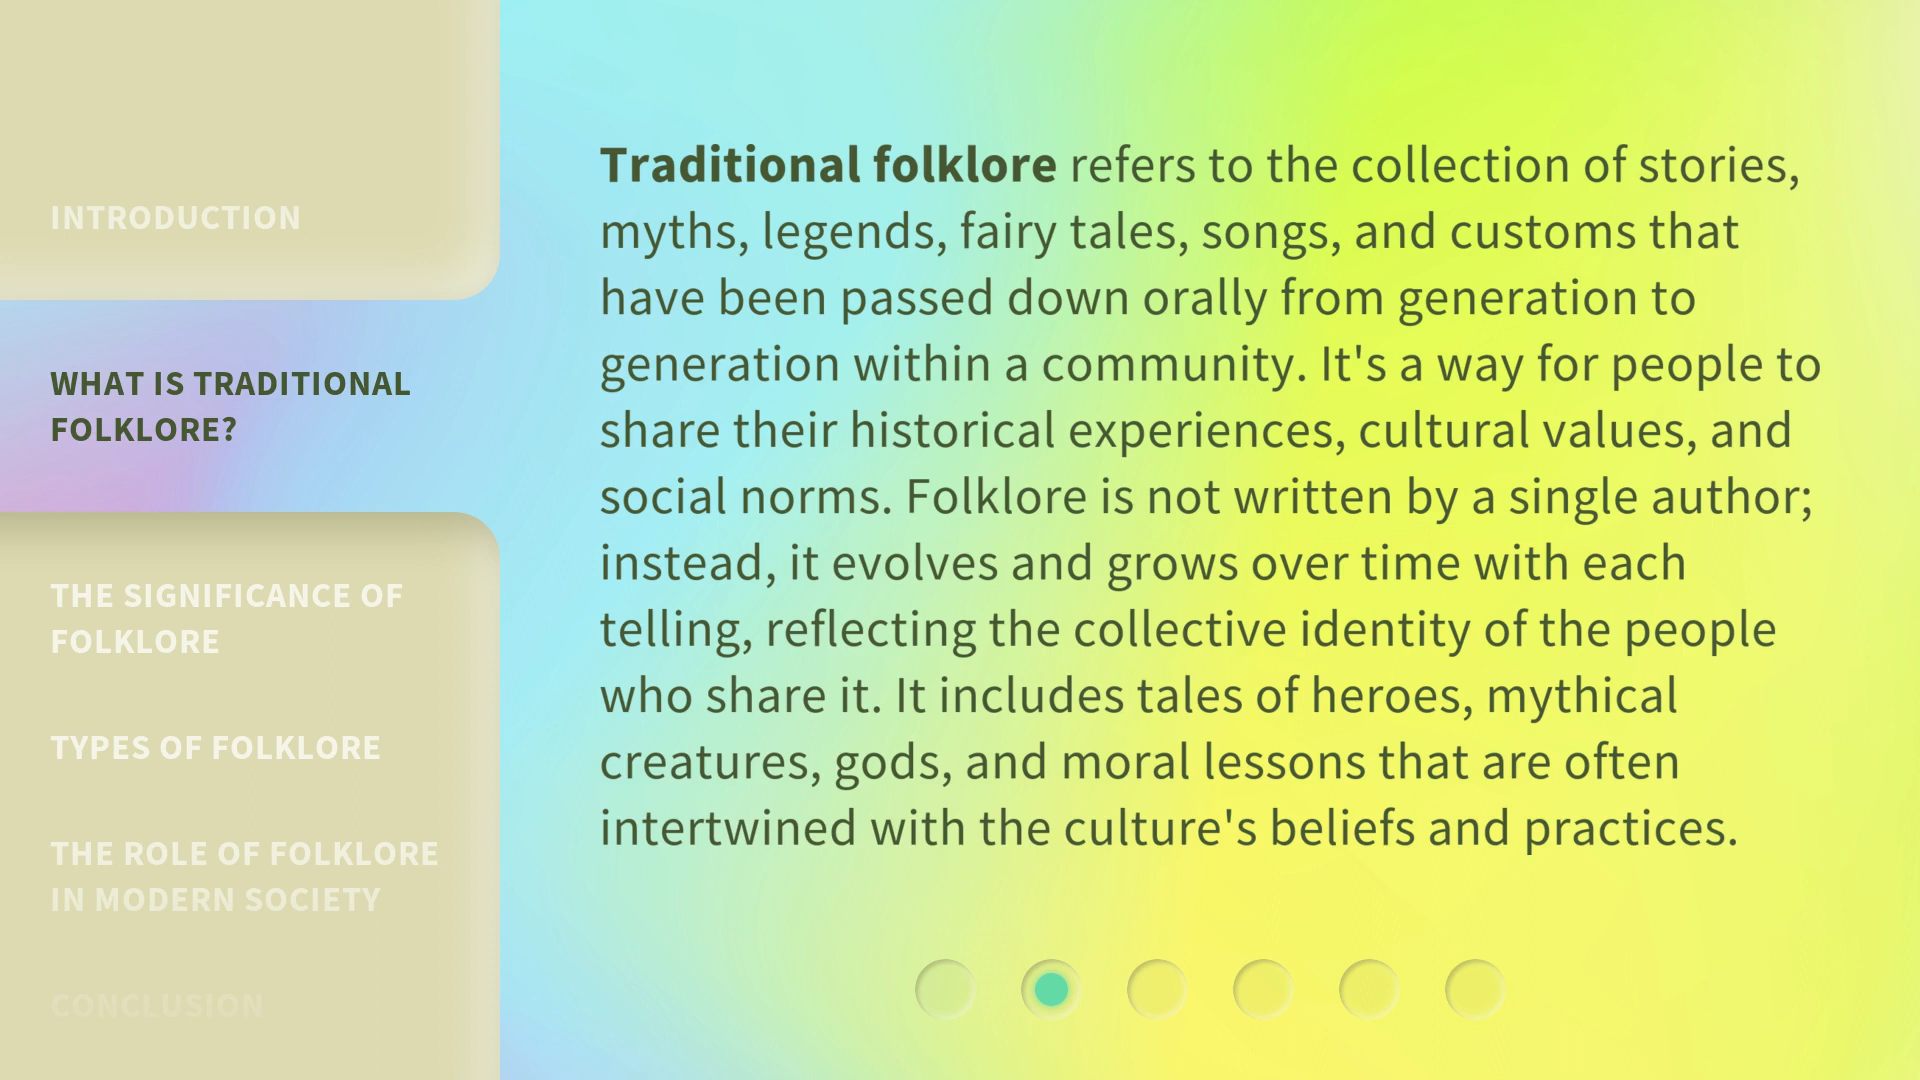 INTRODUCTION
WHAT IS TRADITIONAL
FOLKLORE?
THE SIGNIFICANCE OF
FOLKLORE
TYPES OF FOLKLORE
THE ROLE OF FOLKLORE
IN MODERN SOCIETY
CONCLUSION
Traditional folklore refers to the collection of stories,
myths, legends, fairy tales, songs, and customs that
have been passed down orally from generation to
generation within a community. It's a way for people to
share their historical experiences, cultural values, and
social norms. Folklore is not written by a single author;
instead, it evolves and grows over time with each
telling, reflecting the collective identity of the people
who share it. It includes tales of heroes, mythical
creatures, gods, and moral lessons that are often
intertwined with the culture's beliefs and practices.